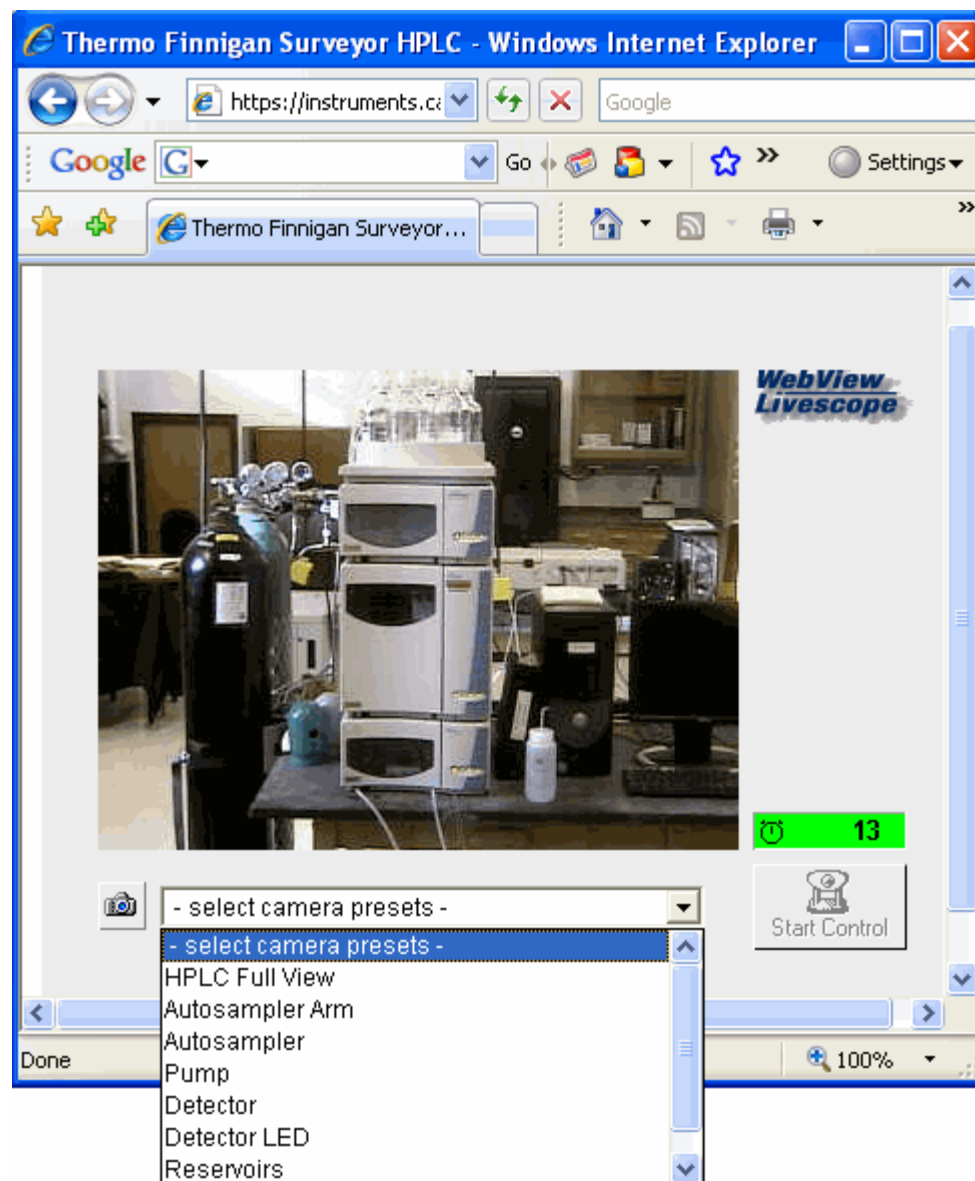 Thermo Finnigan Surveyor HPLC - Windows Internet Explorer
https://instruments.ca
Google
Google
G
Go
»
Settings
Thermo Finnigan Surveyor...
»
WebView
Livescope
13
- select camera presets -
Start Control
- select camera presets -
HPLC Full View
Autosampler Arm
Autosampler
Pump
Detector
Detector LED
Reservoirs
Done
100%